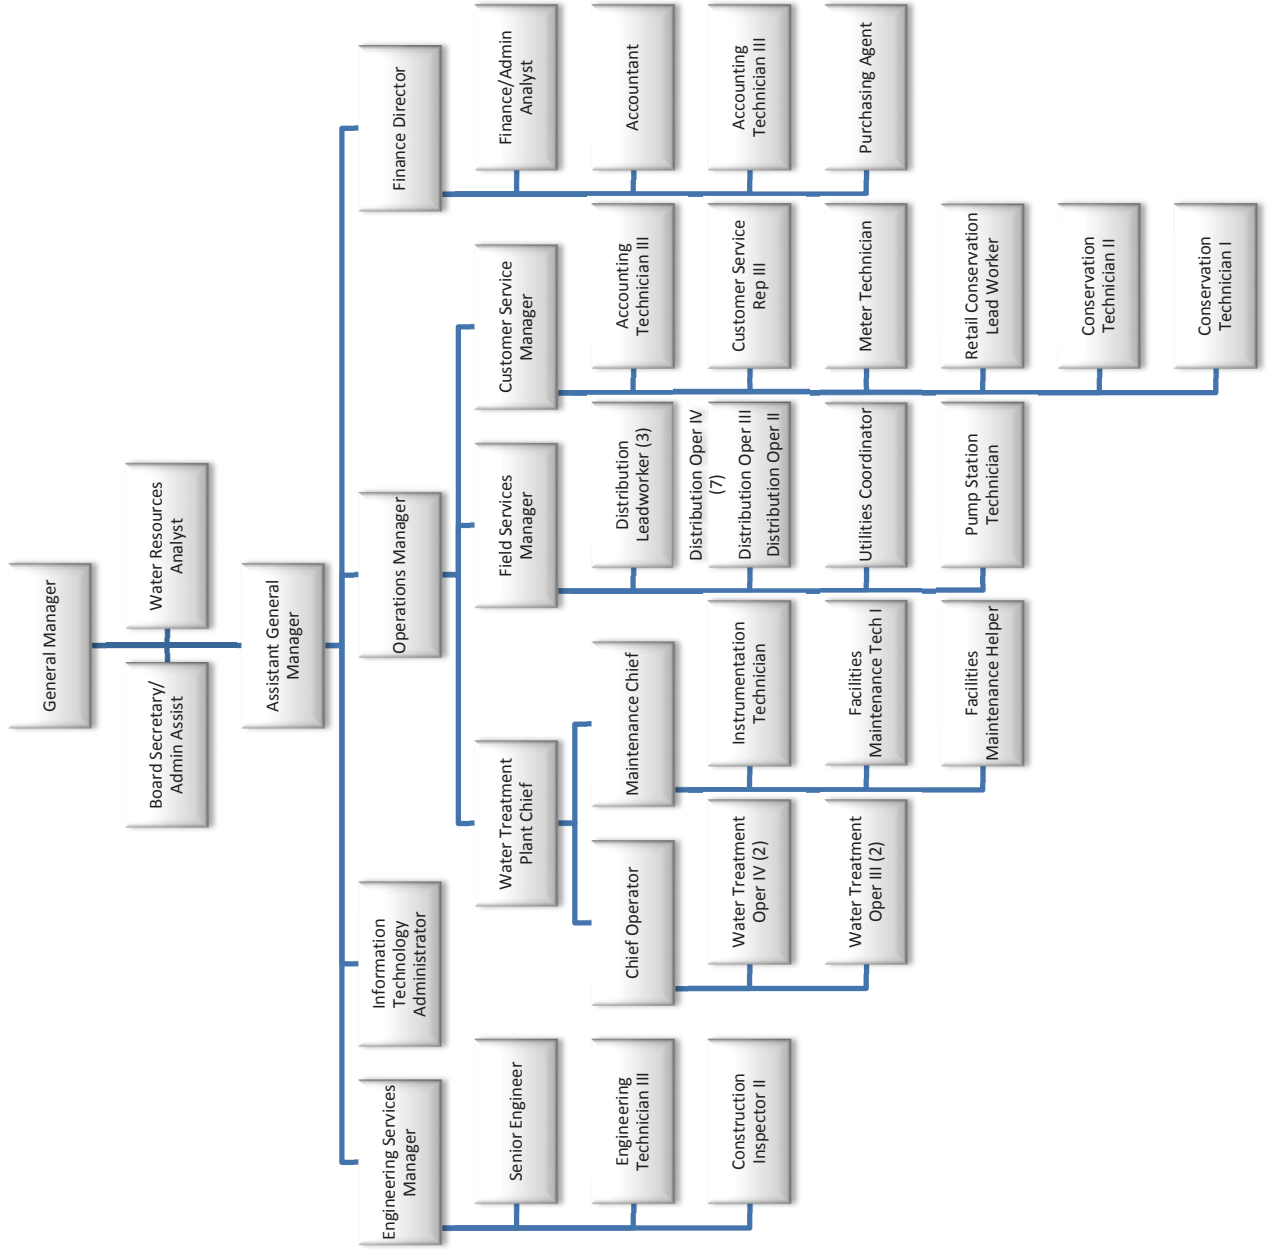 General Manager
Board Secretary/
Admin Assist
Water Resources
Analyst
Assistant General
Manager
Engineering Services
Manager
Senior Engineer
Engineering
Technician III
Construction
Inspector II
Information
Technology
Administrator
Operations Manager
Water Treatment
Plant Chief
Chief Operator
Water Treatment
Oper IV (2)
Water Treatment
Oper III (2)
Maintenance Chief
Instrumentation
Technician
Facilities
Maintenance Tech I
Facilities
Maintenance Helper
Field Services
Manager
Distribution
Leadworker (3)
Distribution Oper IV
(7)
Distribution Oper III
Distribution Oper II
Utilities Coordinator
Pump Station
Technician
Customer Service
Manager
Accounting
Technician III
Customer Service
Rep III
Meter Technician
Retail Conservation
Lead Worker
Conservation
Technician II
Conservation
Technician I
Finance Director
Finance/Admin
Analyst
Accountant
Accounting
Technician III
Purchasing Agent